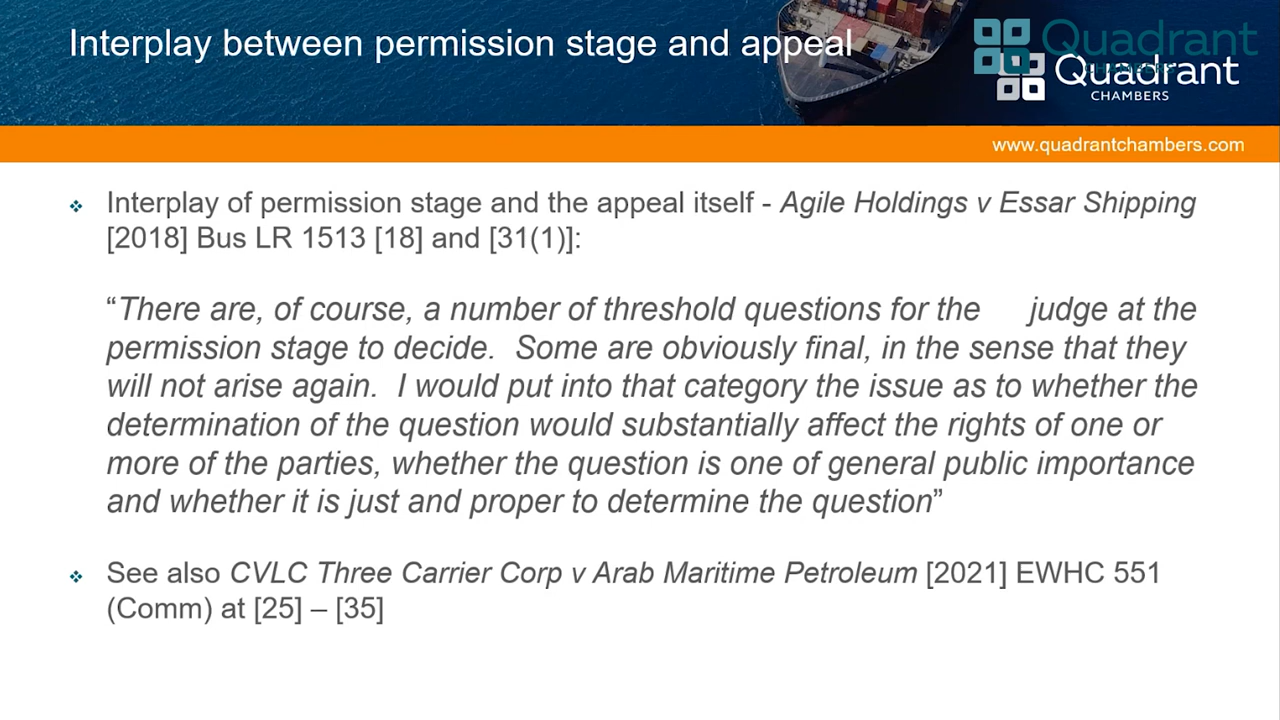 Interplay between permission stage and appeal
Quadrant
CHAMBERS
Quadrant
CHAMBERS
www.quadrantchambers.com
Interplay of permission stage and the appeal itself - Agile Holdings v Essar Shipping
[2018] Bus LR 1513 [18] and [31(1)]:
“There are, of course, a number of threshold questions for the judge at the
permission stage to decide. Some are obviously final, in the sense that they
will not arise again. I would put into that category the issue as to whether the
determination of the question would substantially affect the rights of one or
more of the parties, whether the question is one of general public importance
and whether it is just and proper to determine the question”
See also CVLC Three Carrier Corp v Arab Maritime Petroleum [2021] EWHC 551
(Comm) at [25] – [35]